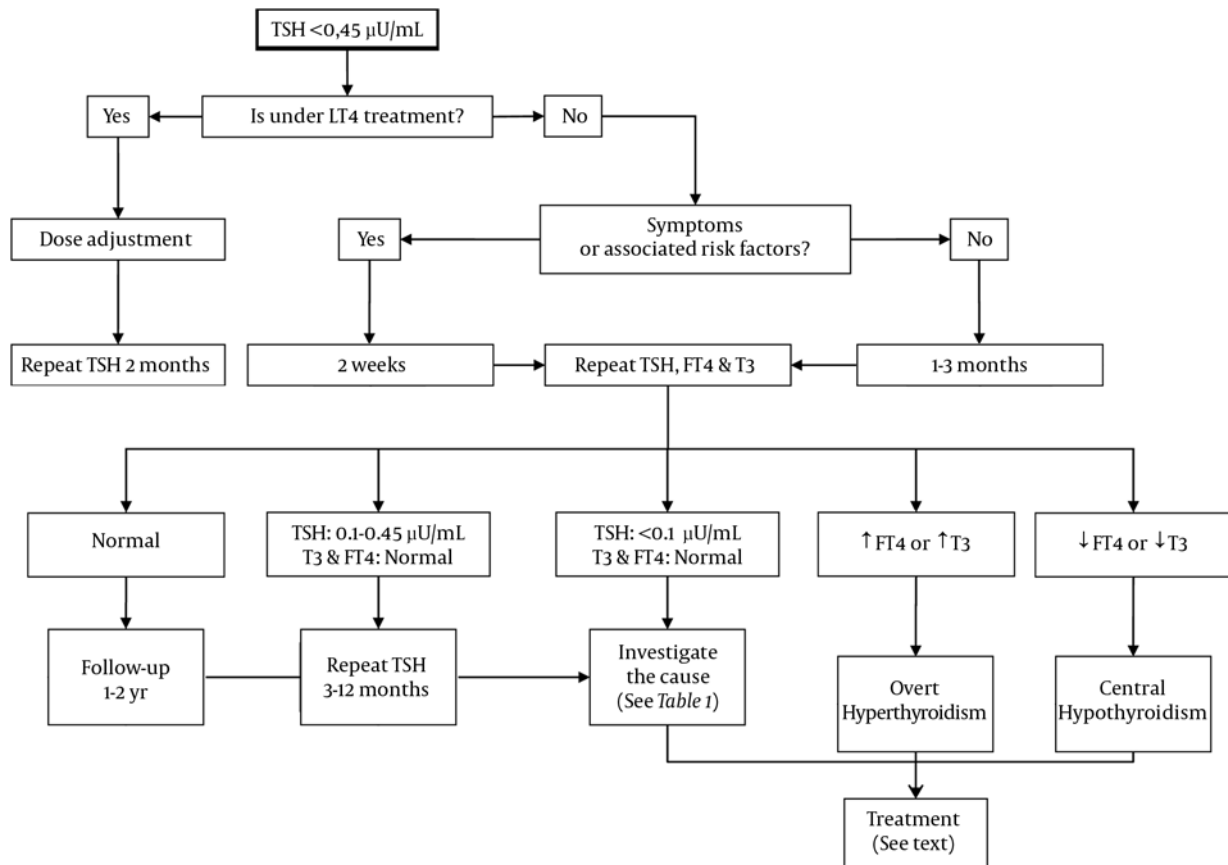 TSH <0,45 μU/mL
Yes
Is under LT4 treatment?
No
Dose adjustment
Yes
Symptoms
or associated risk factors?
No
Repeat TSH 2 months
2 weeks
Repeat TSH, FT4 & T3
1-3 months
Normal
TSH: 0.1-0.45 μU/mL
T3 & FT4: Normal
TSH: <0.1 μU/mL
T3 & FT4: Normal
↑FT4 or ↑T3
↓FT4 or ↓T3
Follow-up
1-2 yr
Repeat TSH
3-12 months
Investigate
the cause
(See Table 1)
Overt
Hyperthyroidism
Central
Hypothyroidism
Treatment
(See text)